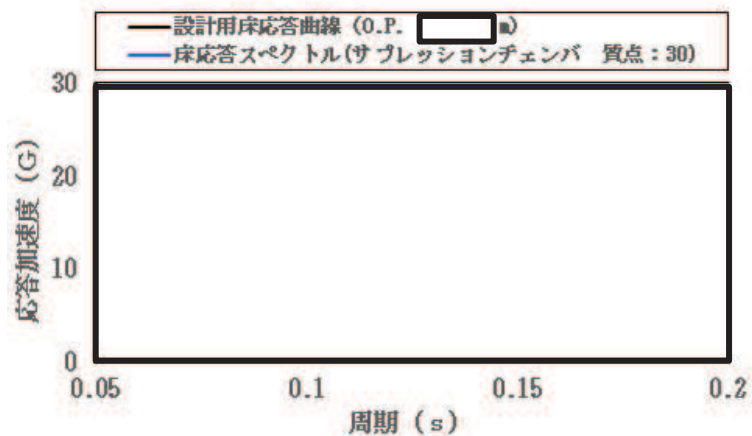 設計用床応答曲線（O.P. m）
床応答スペクトル(サプレッションチェンバ 質点：30)
30
20
10
0
応答加速度（G）
0.05 0.1 0.15 0.2
周期（s）